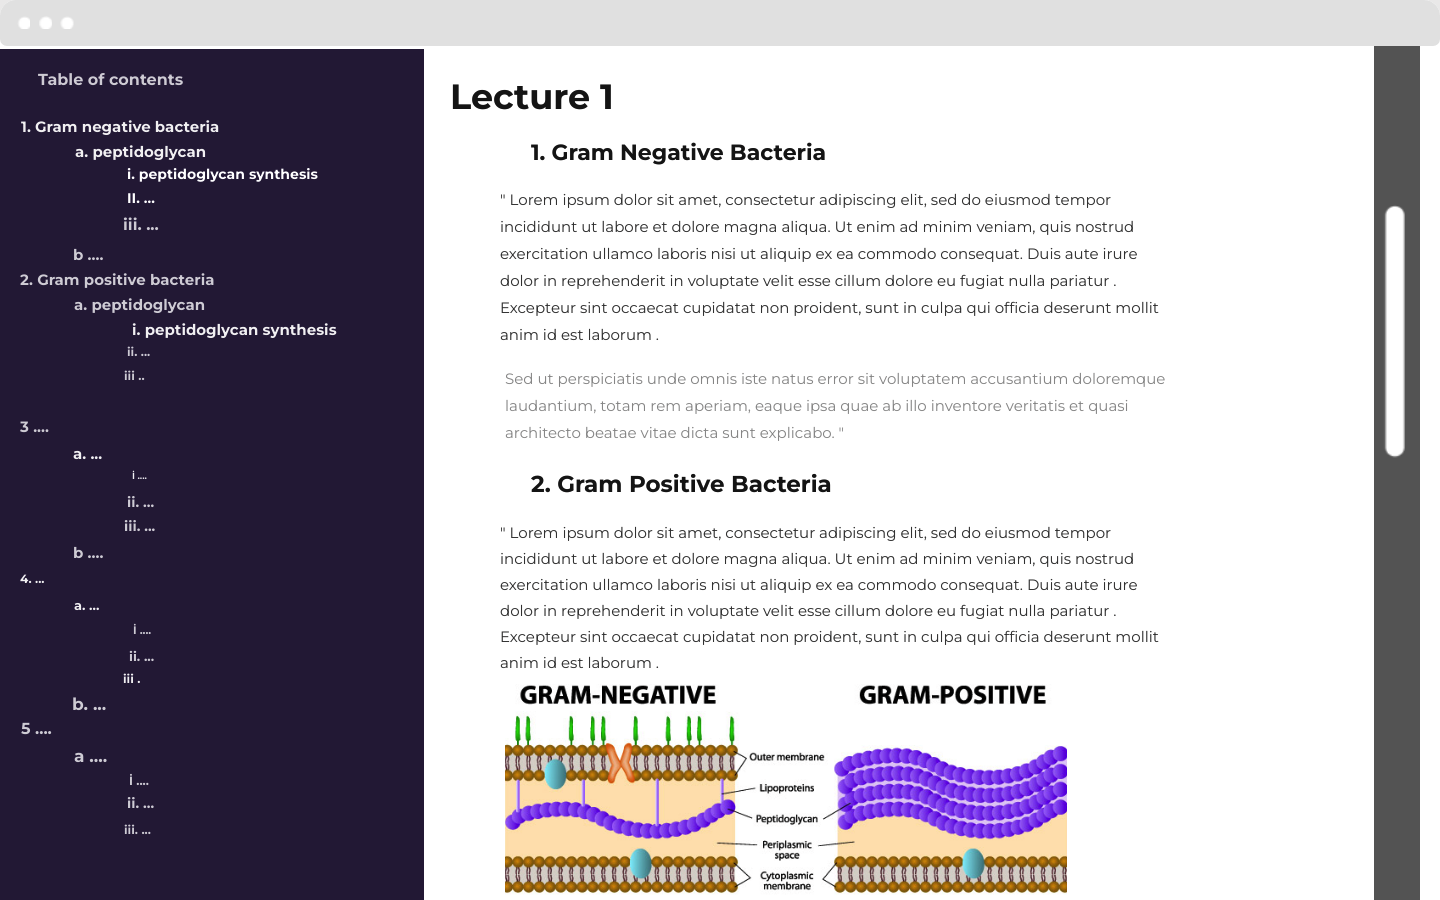 Table of contents
1. Gram negative bacteria
a. peptidoglycan
i. peptidoglycan synthesis
II. ...
iii. ...
b ....
2. Gram positive bacteria
a. peptidoglycan
i. peptidoglycan synthesis
ii. ...
iii ..
3 ....
a. ...
i ....
ii. ...
iii. ...
b ....
4. ...
a. ...
i ....
ii. ...
iii .
b. ...
5 ....
a ....
i ....
ii. ...
iii. ...
Lecture 1
1. Gram Negative Bacteria
" Lorem ipsum dolor sit amet, consectetur adipiscing elit, sed do eiusmod tempor
incididunt ut labore et dolore magna aliqua. Ut enim ad minim veniam, quis nostrud
exercitation ullamco laboris nisi ut aliquip ex ea commodo consequat. Duis aute irure
dolor in reprehenderit in voluptate velit esse cillum dolore eu fugiat nulla pariatur .
Excepteur sint occaecat cupidatat non proident, sunt in culpa qui officia deserunt mollit
anim id est laborum .
Sed ut perspiciatis unde omnis iste natus error sit voluptatem accusantium doloremque
laudantium, totam rem aperiam, eaque ipsa quae ab illo inventore veritatis et quasi
architecto beatae vitae dicta sunt explicabo. "
2. Gram Positive Bacteria
" Lorem ipsum dolor sit amet, consectetur adipiscing elit, sed do eiusmod tempor
incididunt ut labore et dolore magna aliqua. Ut enim ad minim veniam, quis nostrud
exercitation ullamco laboris nisi ut aliquip ex ea commodo consequat. Duis aute irure
dolor in reprehenderit in voluptate velit esse cillum dolore eu fugiat nulla pariatur .
Excepteur sint occaecat cupidatat non proident, sunt in culpa qui officia deserunt mollit
anim id est laborum .
GRAM-NEGATIVE
GRAM-POSITIVE
Outer membrane
Lipoproteins
Peptidoglycan
Periplasmic
space
Cytoplasmic
membrane